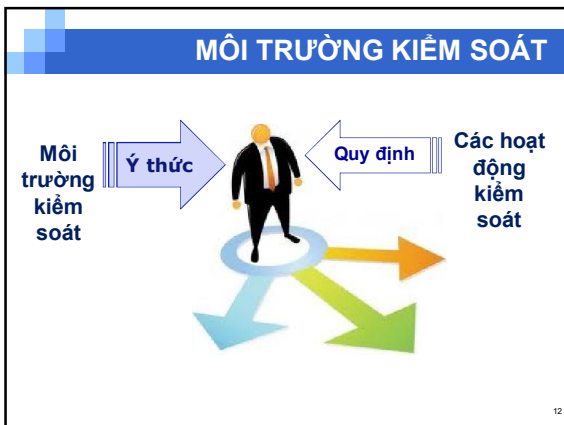 MÔI TRƯỜNG KIỂM SOÁT
Môi
trường
kiểm
soát
Ý thức
Quy định
Các hoạt
động
kiểm
soát
12